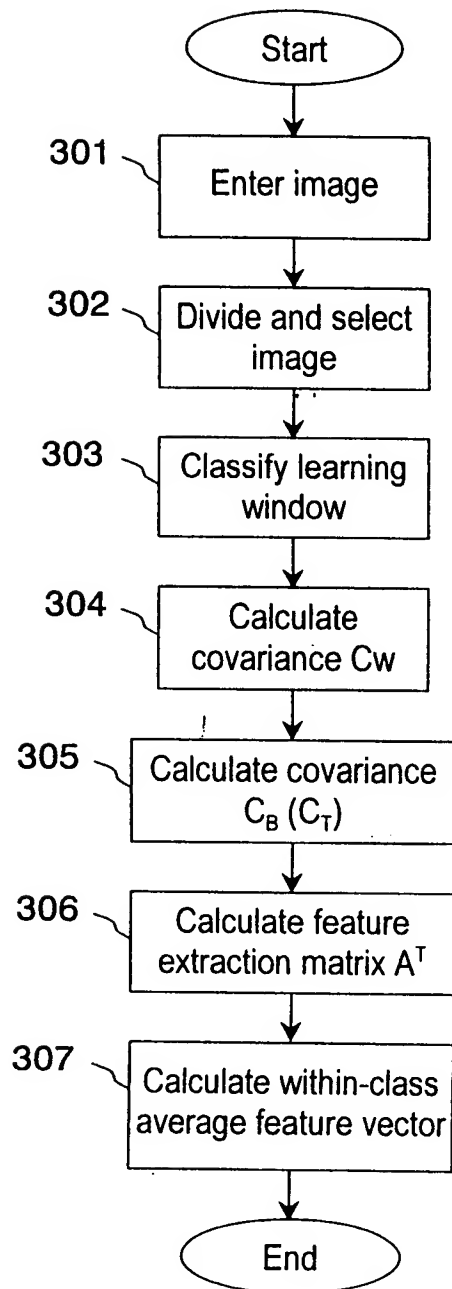 Start
301
Enter image
302
Divide and select
image
303
Classify learning
window
304
Calculate
covariance Cw
305
Calculate covariance
C_B (C_T)
306
Calculate feature
extraction matrix A^T
307
Calculate within-class
average feature vector
End